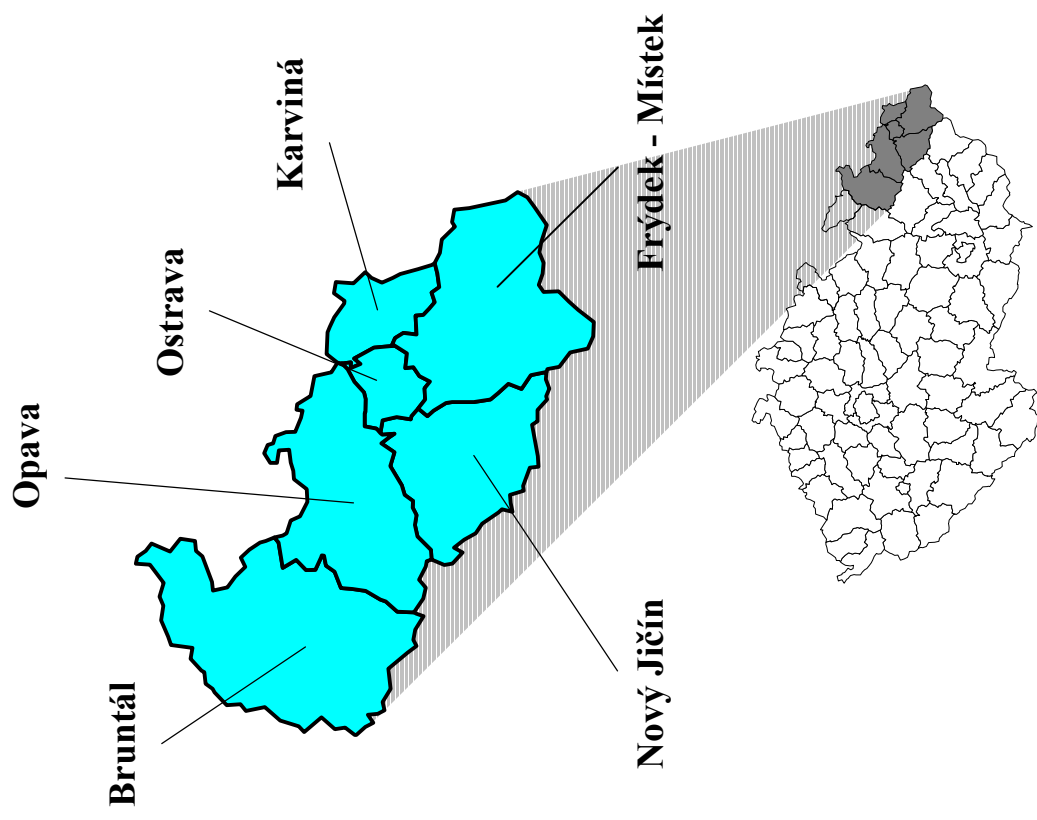 Bruntál
Opava
Ostrava
Karviná
Nový Jičín
Frýdek - Místek